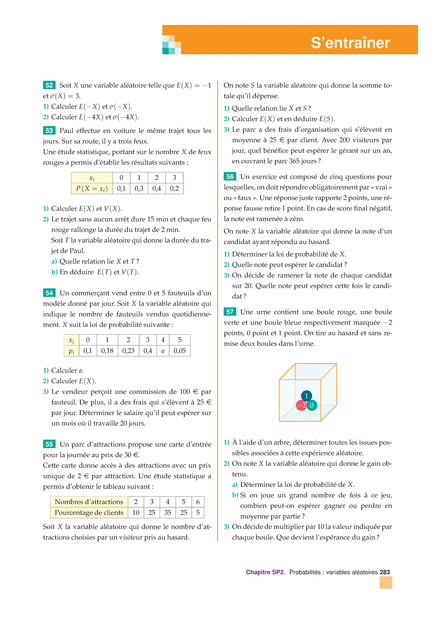 S'entraîner
52 Soit X une variable aléatoire telle que E(X) = −1
et σ(X) = 3.
1) Calculer E(−X) et σ(−X).
2) Calculer E(−4X) et σ(−4X).
53 Paul effectue en voiture le même trajet tous les
jours. Sur sa route, il y a trois feux.
Une étude statistique, portant sur le nombre X de feux
rouges a permis d'établir les résultats suivants :
xᵢ 0 1 2 3
P(X = xᵢ) 0,1 0,3 0,4 0,2
1) Calculer E(X) et V(X).
2) Le trajet sans aucun arrêt dure 15 min et chaque feu
rouge rallonge la durée du trajet de 2 min.
Soit T la variable aléatoire qui donne la durée du tra-
jet de Paul.
a) Quelle relation lie X et T ?
b) En déduire E(T) et V(T).
54 Un commerçant vend entre 0 et 5 fauteuils d'un
modèle donné par jour. Soit X la variable aléatoire qui
indique le nombre de fauteuils vendus quotidienne-
ment. X suit la loi de probabilité suivante :
xᵢ 0 1 2 3 4 5
pᵢ 0,1 0,18 0,23 0,4 a 0,05
1) Calculer a.
2) Calculer E(X).
3) Le vendeur perçoit une commission de 100 € par
fauteuil. De plus, il a des frais qui s'élèvent à 25 €
par jour. Déterminer le salaire qu'il peut espérer sur
un mois où il travaille 20 jours.
55 Un parc d'attractions propose une carte d'entrée
pour la journée au prix de 30 €.
Cette carte donne accès à des attractions avec un prix
unique de 2 € par attraction. Une étude statistique a
permis d'obtenir le tableau suivant :
Nombres d'attractions 2 3 4 5 6
Pourcentage de clients 10 25 35 25 5
Soit X la variable aléatoire qui donne le nombre d'at-
tractions choisies par un visiteur pris au hasard.
On note S la variable aléatoire qui donne la somme to-
tale qu'il dépense.
1) Quelle relation lie X et S ?
2) Calculer E(X) et en déduire E(S).
3) Le parc a des frais d'organisation qui s'élèvent en
moyenne à 25 € par client. Avec 200 visiteurs par
jour, quel bénéfice peut espérer le gérant sur un an,
en ouvrant le parc 365 jours ?
56 Un exercice est composé de cinq questions pour
lesquelles, on doit répondre obligatoirement par « vrai »
ou « faux ». Une réponse juste rapporte 2 points, une ré-
ponse fausse retire 1 point. En cas de score final négatif,
la note est ramenée à zéro.
On note X la variable aléatoire qui donne la note d'un
candidat ayant répondu au hasard.
1) Déterminer la loi de probabilité de X.
2) Quelle note peut espérer le candidat ?
3) On décide de ramener la note de chaque candidat
sur 20. Quelle note peut espérer cette fois le candi-
dat ?
57 Une urne contient une boule rouge, une boule
verte et une boule bleue respectivement marquée −2
points, 0 point et 1 point. On tire au hasard et sans re-
mise deux boules dans l'urne.
1
-2 0
1) À l'aide d'un arbre, déterminer toutes les issues pos-
sibles associées à cette expérience aléatoire.
2) On note X la variable aléatoire qui donne le gain ob-
tenu.
a) Déterminer la loi de probabilité de X.
b) Si on joue un grand nombre de fois à ce jeu,
combien peut-on espérer gagner ou perdre en
moyenne par partie ?
3) On décide de multiplier par 10 la valeur indiquée par
chaque boule. Que devient l'espérance du gain ?
Chapitre SP2. Probabilités : variables aléatoires 283